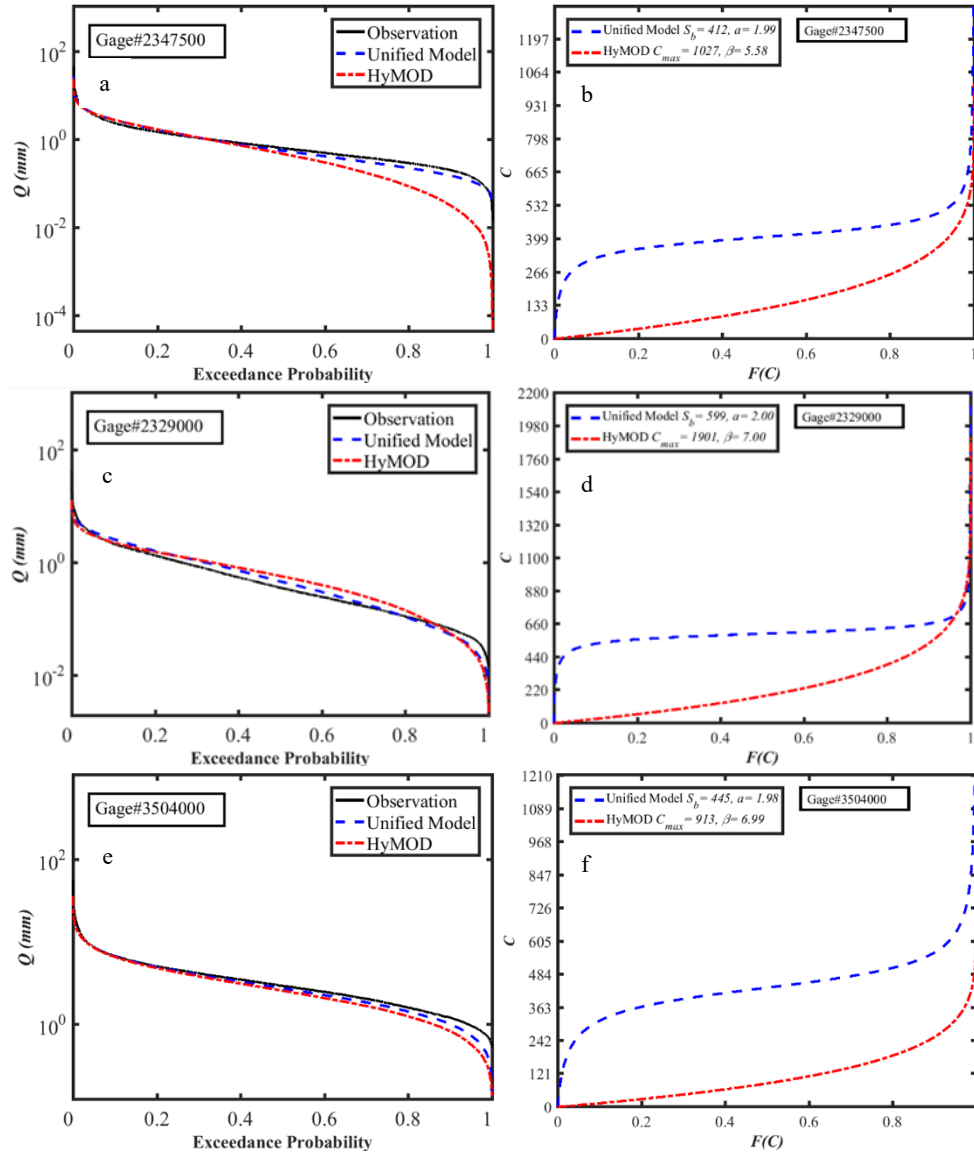 Gage#2347500
Observation
Unified Model
HyMOD
a
Q (mm)
10^2
10^0
10^-2
10^-4
0 0.2 0.4 0.6 0.8 1
Exceedance Probability
Unified Model S_b = 412, a= 1.99
HyMOD C_max = 1027, β= 5.58
Gage#2347500
b
C
1197
1064
931
798
665
532
399
266
133
0
0 0.2 0.4 0.6 0.8 1
F(C)
Gage#2329000
Observation
Unified Model
HyMOD
c
Q (mm)
10^2
10^0
10^-2
0 0.2 0.4 0.6 0.8 1
Exceedance Probability
Unified Model S_b = 599, a= 2.00
HyMOD C_max = 1901, β= 7.00
Gage#2329000
d
C
2200
1980
1760
1540
1320
1100
880
660
440
220
0
0 0.2 0.4 0.6 0.8 1
F(C)
Gage#3504000
Observation
Unified Model
HyMOD
e
Q (mm)
10^2
10^0
0 0.2 0.4 0.6 0.8 1
Exceedance Probability
Unified Model S_b = 445, a= 1.98
HyMOD C_max = 913, β= 6.99
Gage#3504000
f
C
1210
1089
968
847
726
605
484
363
242
121
0
0 0.2 0.4 0.6 0.8
F(C)